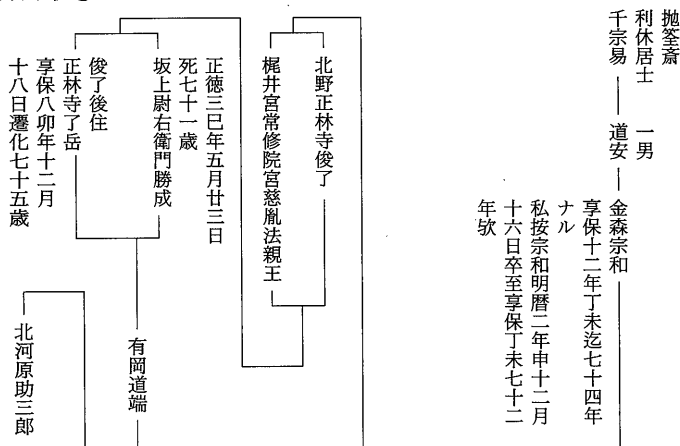 抛筌斎
利休居士　一男
千宗易　道安　金森宗和
享保十二年丁未迄七十四年
ナル
私按宗和明暦二年申十二月
十六日卒至享保丁未七十二
年欤
北野正林寺俊了
梶井宮常修院宮慈胤法親王
正徳三巳年五月廿三日
死七十一歳
坂上尉右衛門勝成
俊了後住
正林寺了岳
享保八卯年十二月
十八日遷化七十五歳
有岡道端
北河原助三郎